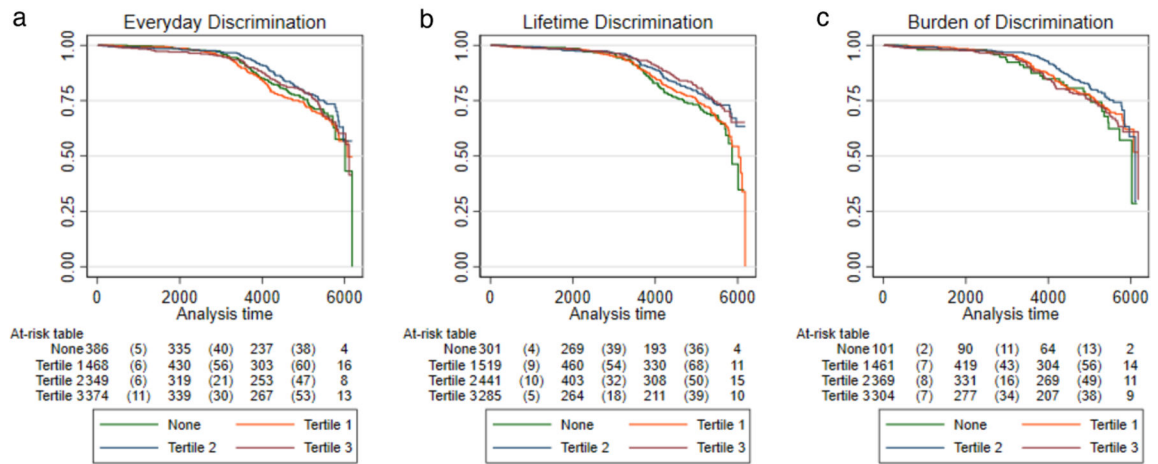 a
Everyday Discrimination
1.00
0.75
0.50
0.25
0.00
0 2000 4000 6000
Analysis time
At-risk table
None 386 (5) 335 (40) 237 (38) 4
Tertile 1 468 (6) 430 (56) 303 (60) 16
Tertile 2 349 (6) 319 (21) 253 (47) 8
Tertile 3 374 (11) 339 (30) 267 (53) 13
None Tertile 1
Tertile 2 Tertile 3
b
Lifetime Discrimination
1.00
0.75
0.50
0.25
0.00
0 2000 4000 6000
Analysis time
At-risk table
None 301 (4) 269 (39) 193 (36) 4
Tertile 1 519 (9) 460 (54) 330 (68) 11
Tertile 2 441 (10) 403 (32) 308 (50) 15
Tertile 3 285 (5) 264 (18) 211 (39) 10
None Tertile 1
Tertile 2 Tertile 3
c
Burden of Discrimination
1.00
0.75
0.50
0.25
0.00
0 2000 4000 6000
Analysis time
At-risk table
None 101 (2) 90 (11) 64 (13) 2
Tertile 1 461 (7) 419 (43) 304 (56) 14
Tertile 2 369 (8) 331 (16) 269 (49) 11
Tertile 3 304 (7) 277 (34) 207 (38) 9
None Tertile 1
Tertile 2 Tertile 3